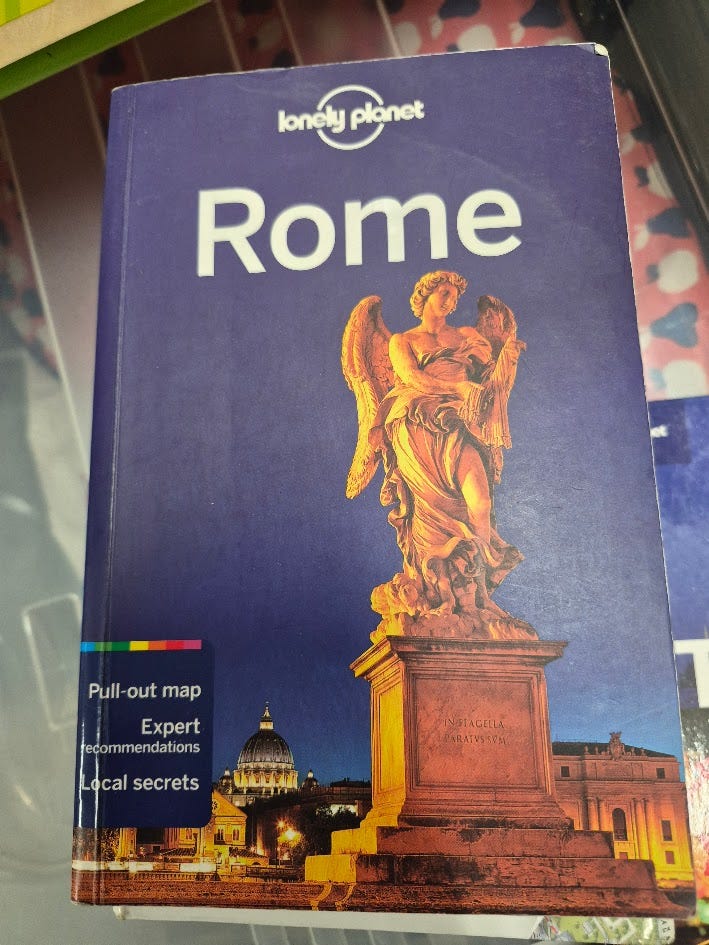 lonely planet
Rome
Pull-out map
Expert
recommendations
Local secrets
IN FLAGELLA
PARATVS SVM